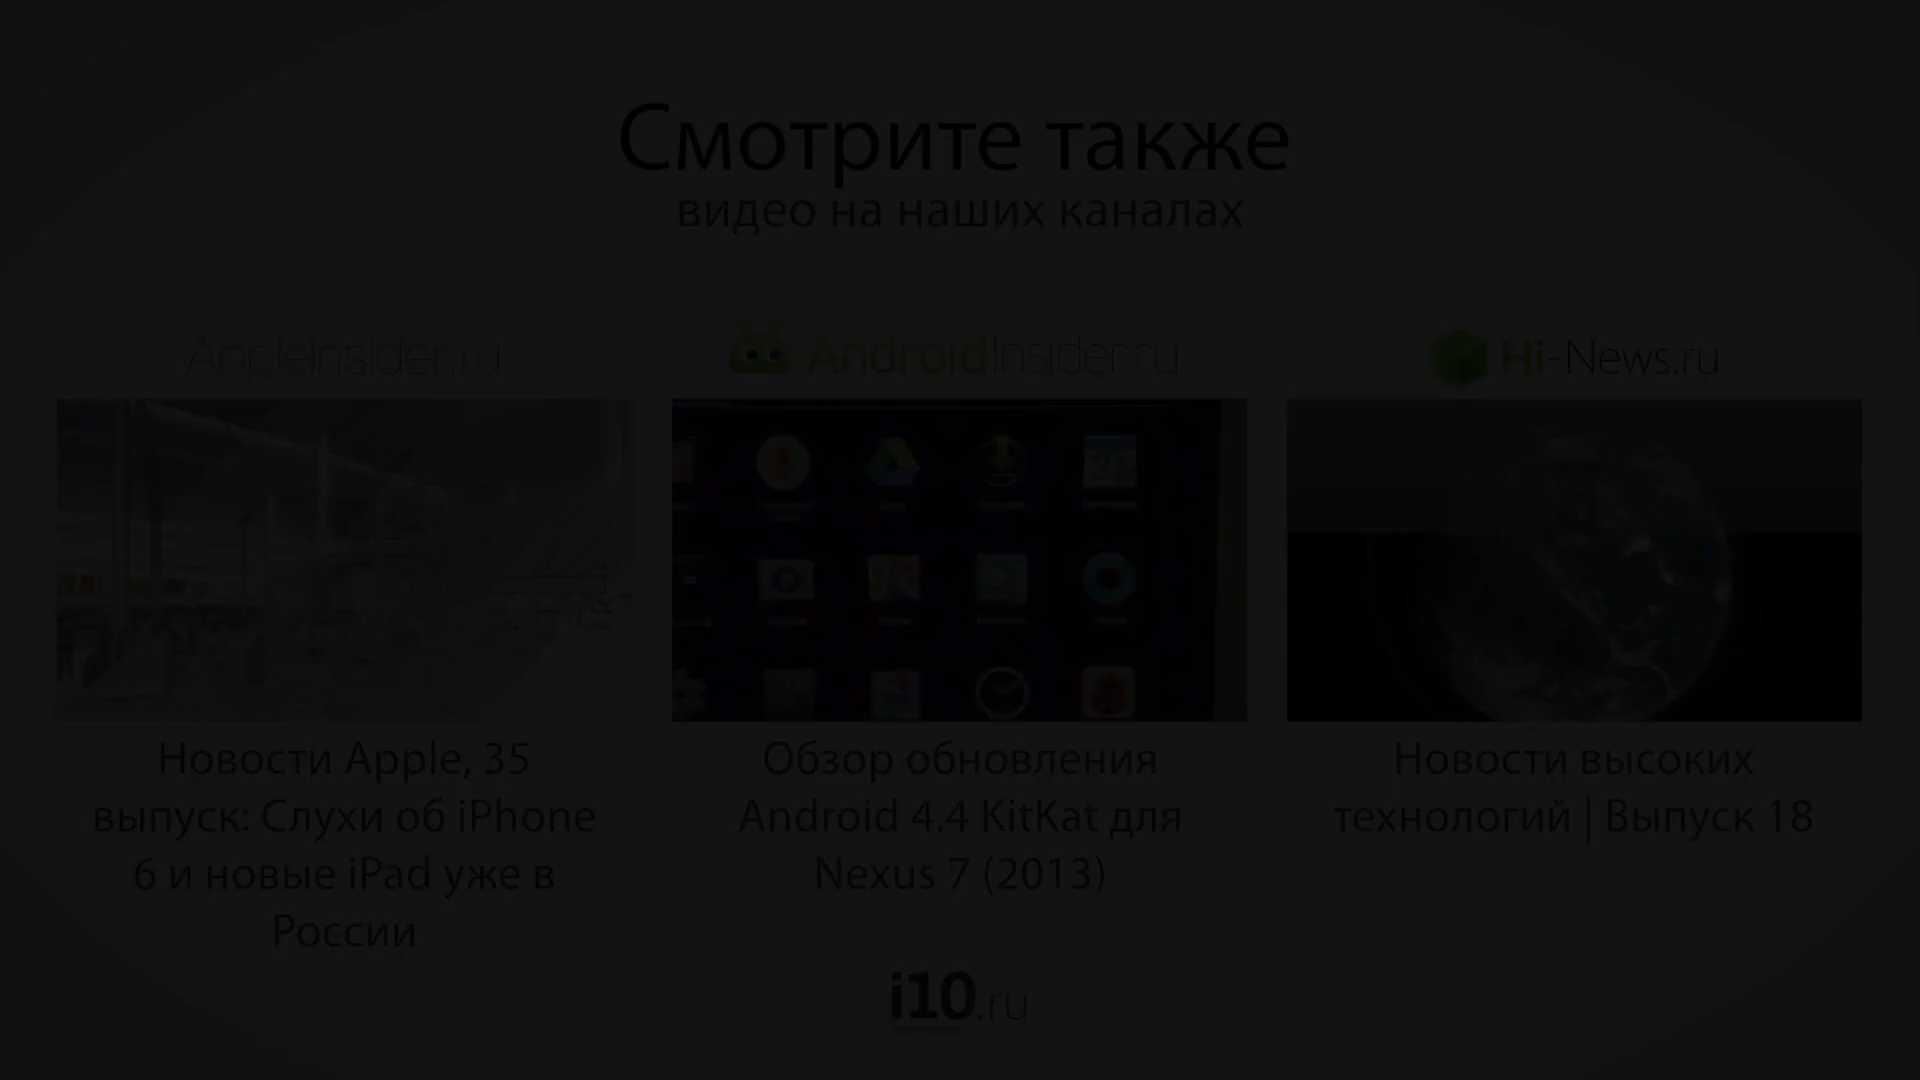 Смотрите также
видео на наших каналах
AppleInsider.ru
AndroidInsider.ru
Hi-News.ru
Новости Apple, 35
выпуск: Слухи об iPhone
6 и новые iPad уже в
России
Обзор обновления
Android 4.4 KitKat для
Nexus 7 (2013)
Новости высоких
технологий | Выпуск 18
i10.ru